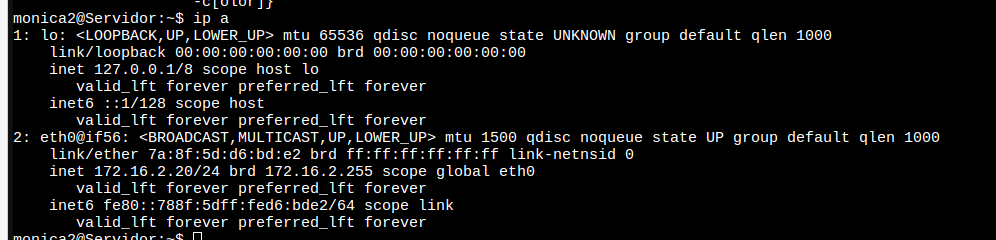 -c[olor]}
monica2@Servidor:~$ ip a
1: lo: <LOOPBACK,UP,LOWER_UP> mtu 65536 qdisc noqueue state UNKNOWN group default qlen 1000
    link/loopback 00:00:00:00:00:00 brd 00:00:00:00:00:00
    inet 127.0.0.1/8 scope host lo
       valid_lft forever preferred_lft forever
    inet6 ::1/128 scope host
       valid_lft forever preferred_lft forever
2: eth0@if56: <BROADCAST,MULTICAST,UP,LOWER_UP> mtu 1500 qdisc noqueue state UP group default qlen 1000
    link/ether 7a:8f:5d:d6:bd:e2 brd ff:ff:ff:ff:ff:ff link-netnsid 0
    inet 172.16.2.20/24 brd 172.16.2.255 scope global eth0
       valid_lft forever preferred_lft forever
    inet6 fe80::788f:5dff:fed6:bde2/64 scope link
       valid_lft forever preferred_lft forever
monica2@Servidor:~$